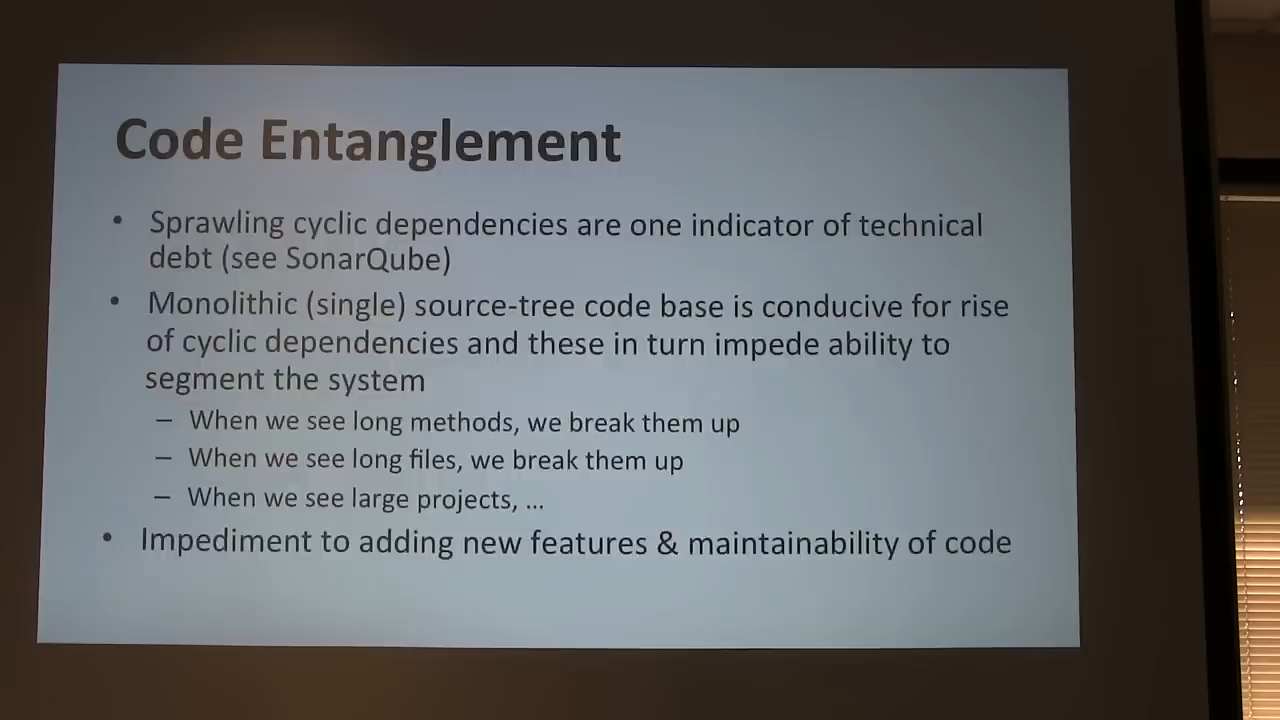 Code Entanglement
• Sprawling cyclic dependencies are one indicator of technical
debt (see SonarQube)
• Monolithic (single) source-tree code base is conducive for rise
of cyclic dependencies and these in turn impede ability to
segment the system
– When we see long methods, we break them up
– When we see long files, we break them up
– When we see large projects, ...
• Impediment to adding new features & maintainability of code